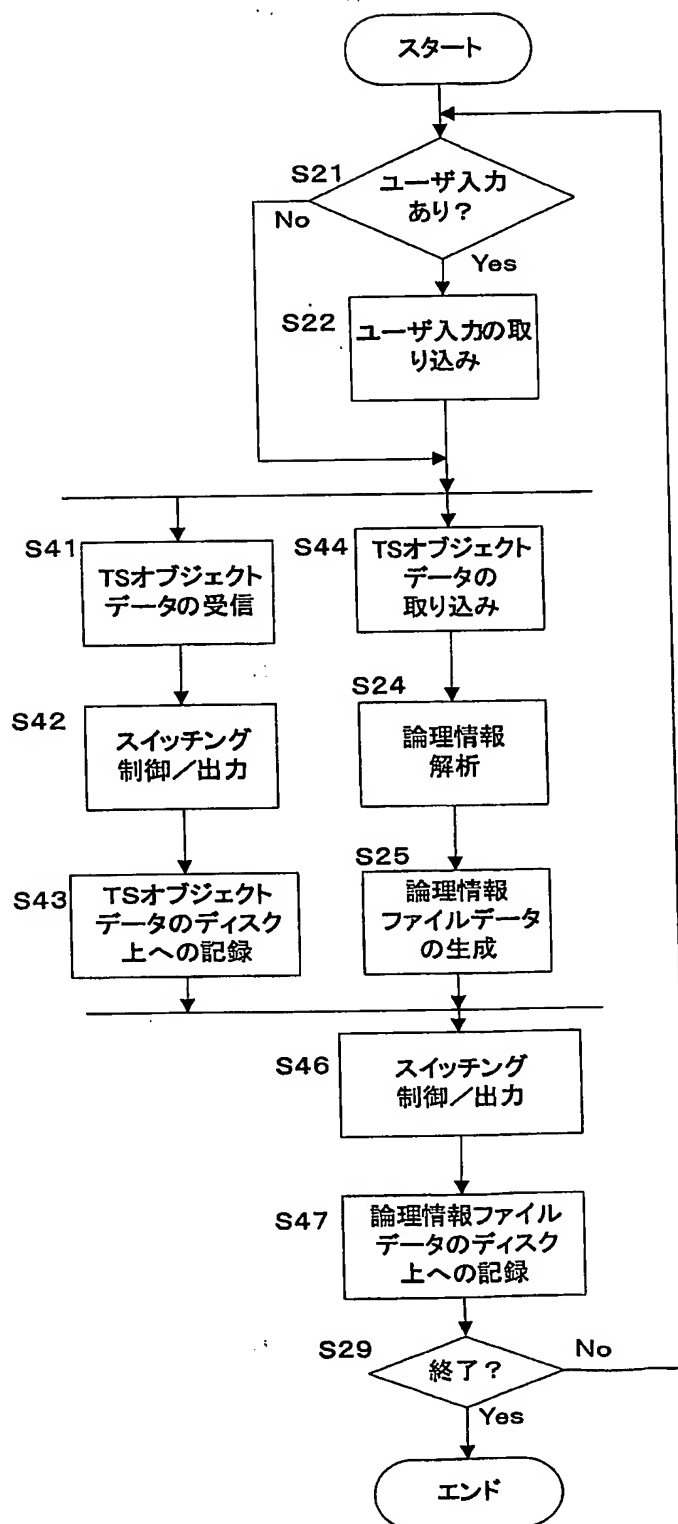 スタート
S21
ユーザ入力
あり？
No
Yes
S22
ユーザ入力の取
り込み
S41
TSオブジェクト
データの受信
S44
TSオブジェクト
データの
取り込み
S42
スイッチング
制御／出力
S24
論理情報
解析
S43
TSオブジェクト
データのディスク
上への記録
S25
論理情報
ファイルデータ
の生成
S46
スイッチング
制御／出力
S47
論理情報ファイル
データのディスク
上への記録
S29
終了？
No
Yes
エンド